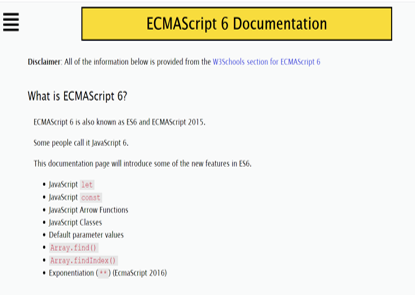 ECMAScript 6 Documentation
Disclaimer: All of the information below is provided from the W3Schools section for ECMAScript 6
What is ECMAScript 6?
ECMAScript 6 is also known as ES6 and ECMAScript 2015.
Some people call it JavaScript 6.
This documentation page will introduce some of the new features in ES6.
• JavaScript let
• JavaScript const
• JavaScript Arrow Functions
• JavaScript Classes
• Default parameter values
• Array.find()
• Array.findIndex()
• Exponentiation (**) (EcmaScript 2016)